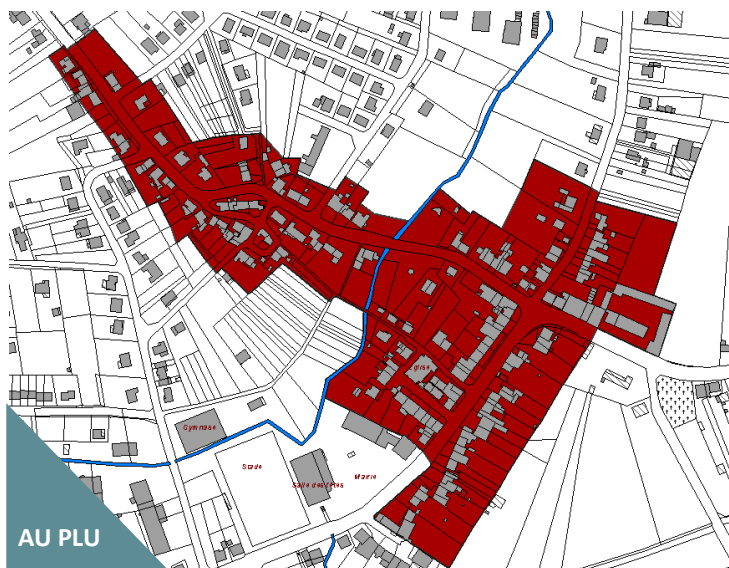 Eglise
Gymnase
Stade
Mairie
Salle des fêtes
AU PLU